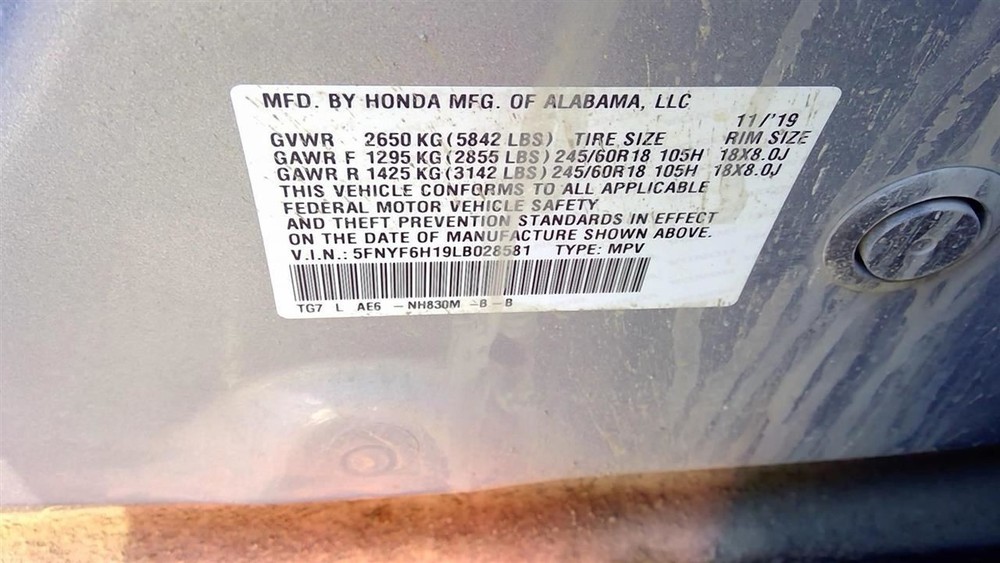 MFD. BY HONDA MFG. OF ALABAMA, LLC
11/'19
GVWR 2650 KG (5842 LBS) TIRE SIZE RIM SIZE
GAWR F 1295 KG (2855 LBS) 245/60R18 105H 18X8.0J
GAWR R 1425 KG (3142 LBS) 245/60R18 105H 18X8.0J
THIS VEHICLE CONFORMS TO ALL APPLICABLE
FEDERAL MOTOR VEHICLE SAFETY
AND THEFT PREVENTION STANDARDS IN EFFECT
ON THE DATE OF MANUFACTURE SHOWN ABOVE.
V.I.N.: 5FNYF6H19LB028581 TYPE: MPV
TG7 L AE6 -NH830M -B -B